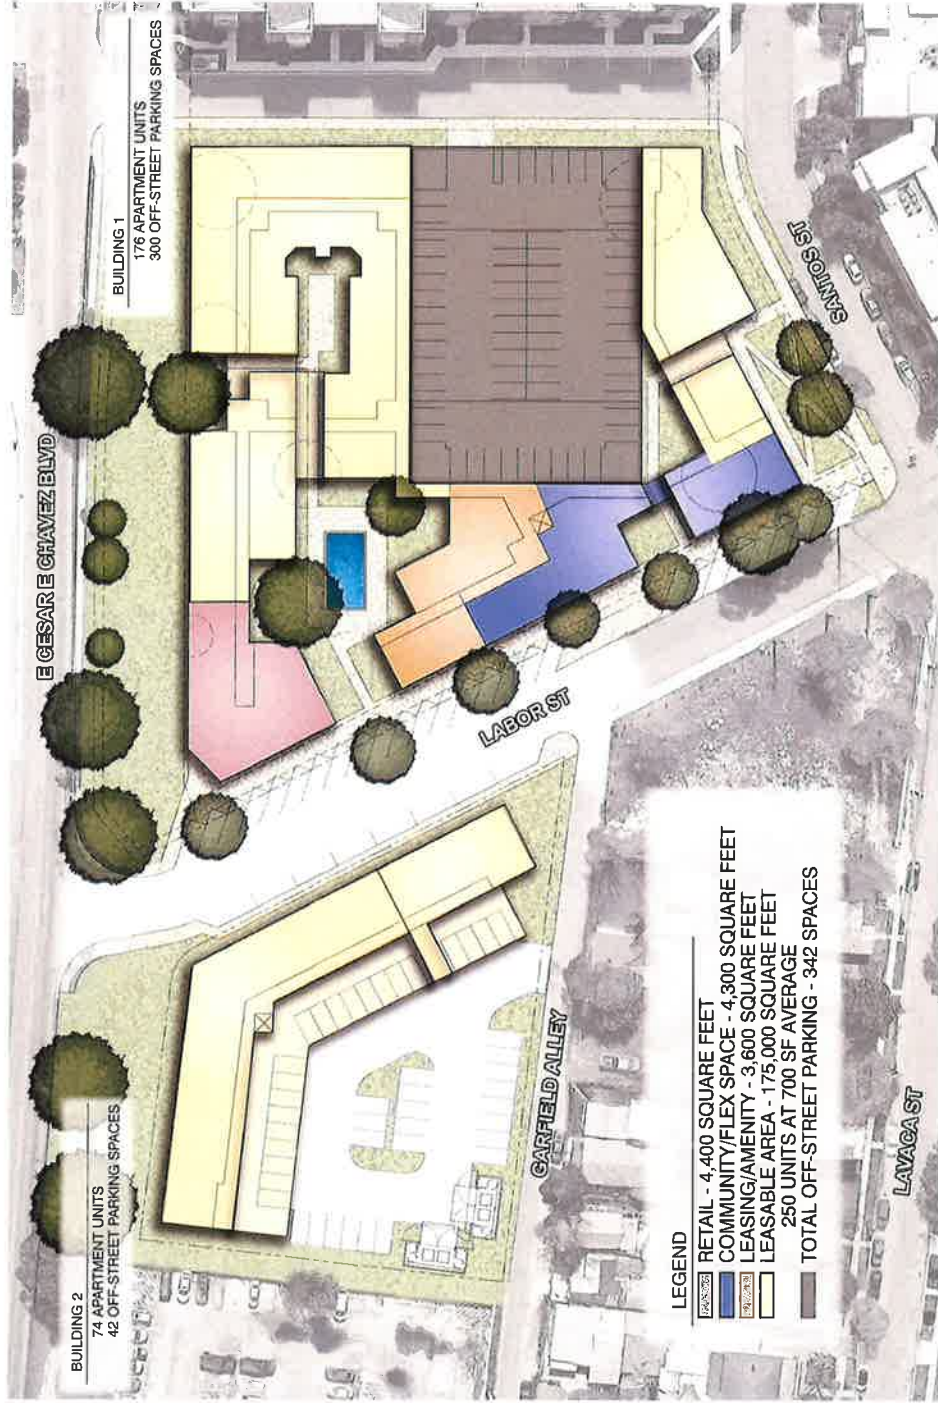 BUILDING 1
176 APARTMENT UNITS
300 OFF-STREET PARKING SPACES
E CESAR E CHAVEZ BLVD
SANTOS ST
LABOR ST
BUILDING 2
74 APARTMENT UNITS
42 OFF-STREET PARKING SPACES
GARFIELD ALLEY
LAVACA ST
LEGEND
RETAIL - 4,400 SQUARE FEET
COMMUNITY/FLEX SPACE - 4,300 SQUARE FEET
LEASING/AMENITY - 3,600 SQUARE FEET
LEASABLE AREA - 175,000 SQUARE FEET
250 UNITS AT 700 SF AVERAGE
TOTAL OFF-STREET PARKING - 342 SPACES